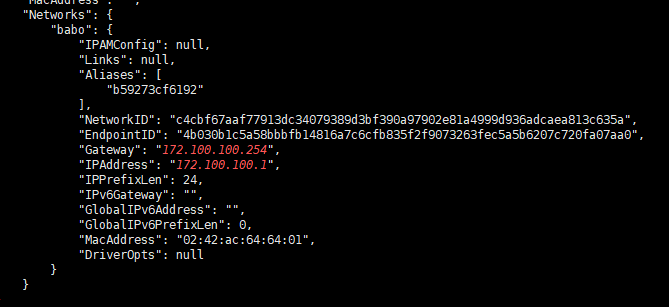 "MacAddress": "",
"Networks": {
"babo": {
"IPAMConfig": null,
"Links": null,
"Aliases": [
"b59273cf6192"
],
"NetworkID": "c4cbf67aaf77913dc34079389d3bf390a97902e81a4999d936adcaea813c635a",
"EndpointID": "4b030b1c5a58bbbfb14816a7c6cfb835f2f9073263fec5a5b6207c720fa07aa0",
"Gateway": "172.100.100.254",
"IPAddress": "172.100.100.1",
"IPPrefixLen": 24,
"IPv6Gateway": "",
"GlobalIPv6Address": "",
"GlobalIPv6PrefixLen": 0,
"MacAddress": "02:42:ac:64:64:01",
"DriverOpts": null
}
}